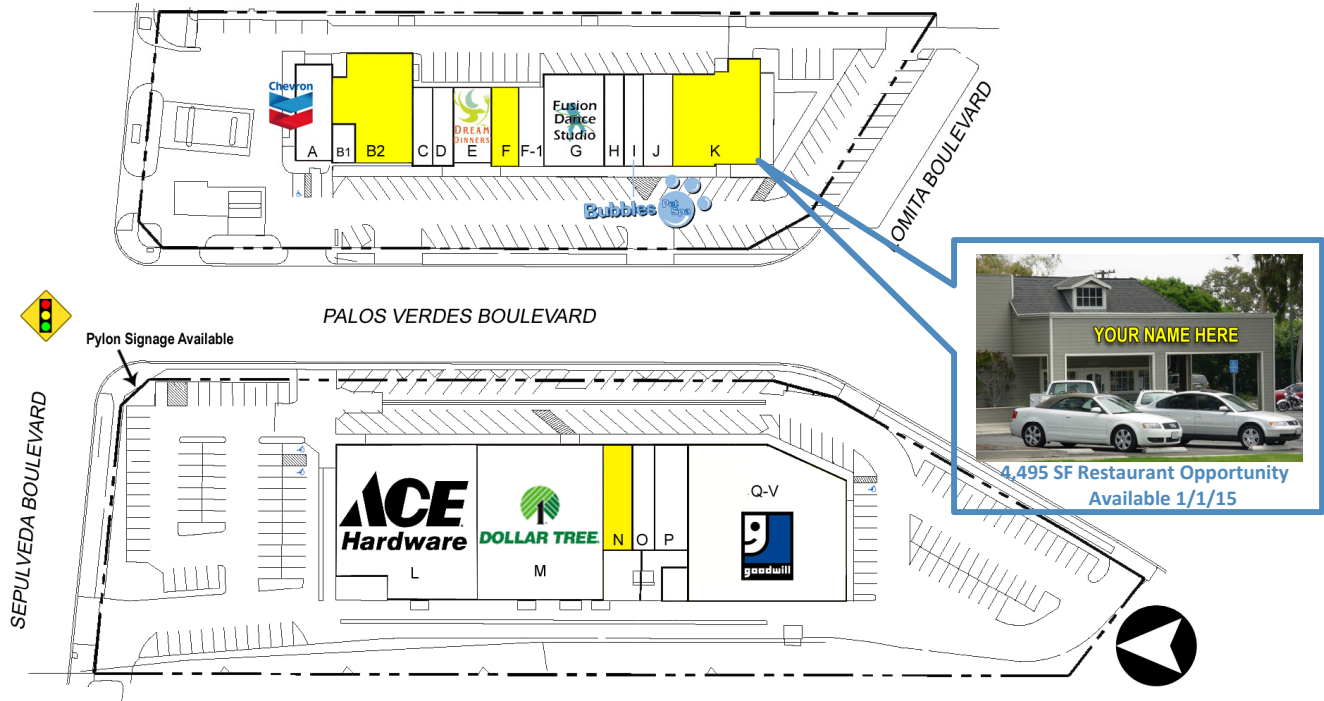 Chevron
A
B1
B2
C
D
DREAM
DINNERS
E
F
F-1
Fusion
Dance
Studio
G
H
I
J
K
Bubbles
Pet
Spa
OMITA BOULEVARD
YOUR NAME HERE
4,495 SF Restaurant Opportunity
Available 1/1/15
PALOS VERDES BOULEVARD
Pylon Signage Available
SEPULVEDA BOULEVARD
ACE
Hardware
L
DOLLAR TREE
M
N
O
P
Q-V
goodwill